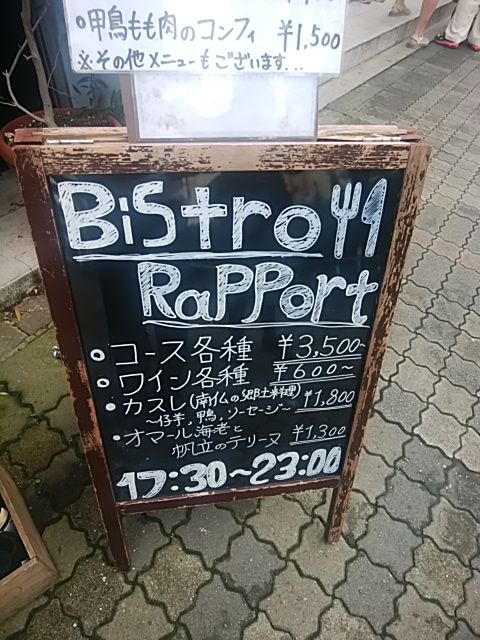 ○鴨もも肉のコンフィ ¥1,500
※その他メニューもございます...
BiStro
RaPPort
○コース各種 ¥3,500~
○ワイン各種 ¥600~
●カスレ(南仏の郷土料理) ¥1,800
~仔羊,鴨,ソーセージ~
・オマール海老と
帆立のテリーヌ ¥1,300
17:30~23:00